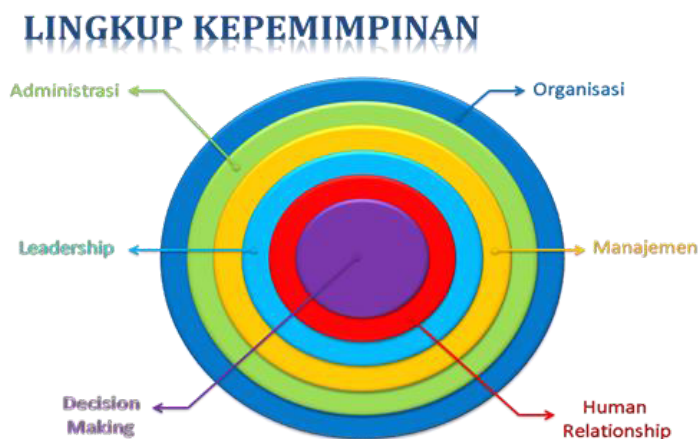 LINGKUP KEPEMIMPINAN
Administrasi
Organisasi
Leadership
Manajemen
Decision
Making
Human
Relationship